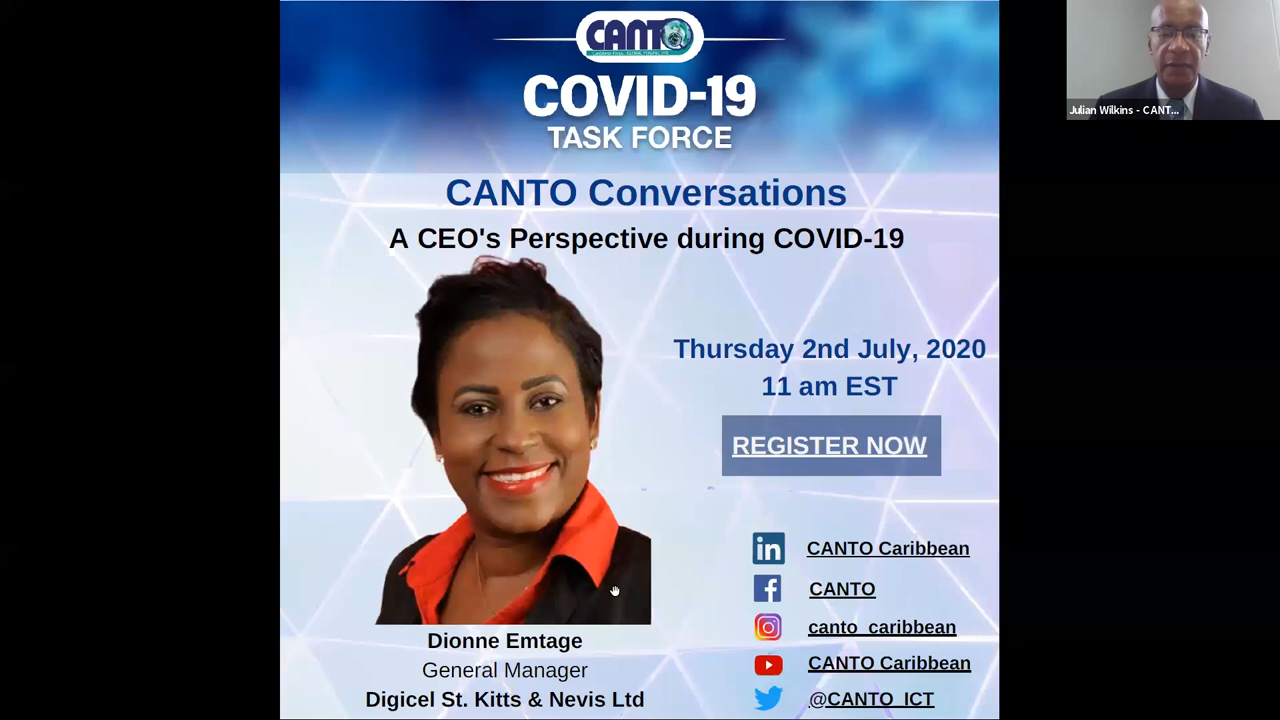 CANTO
COVID-19
TASK FORCE
CANTO Conversations
A CEO's Perspective during COVID-19
Thursday 2nd July, 2020
11 am EST
REGISTER NOW
in
CANTO Caribbean
CANTO
canto_caribbean
CANTO Caribbean
@CANTO_ICT
Dionne Emtage
General Manager
Digicel St. Kitts & Nevis Ltd
Julian Wilkins - CANT...